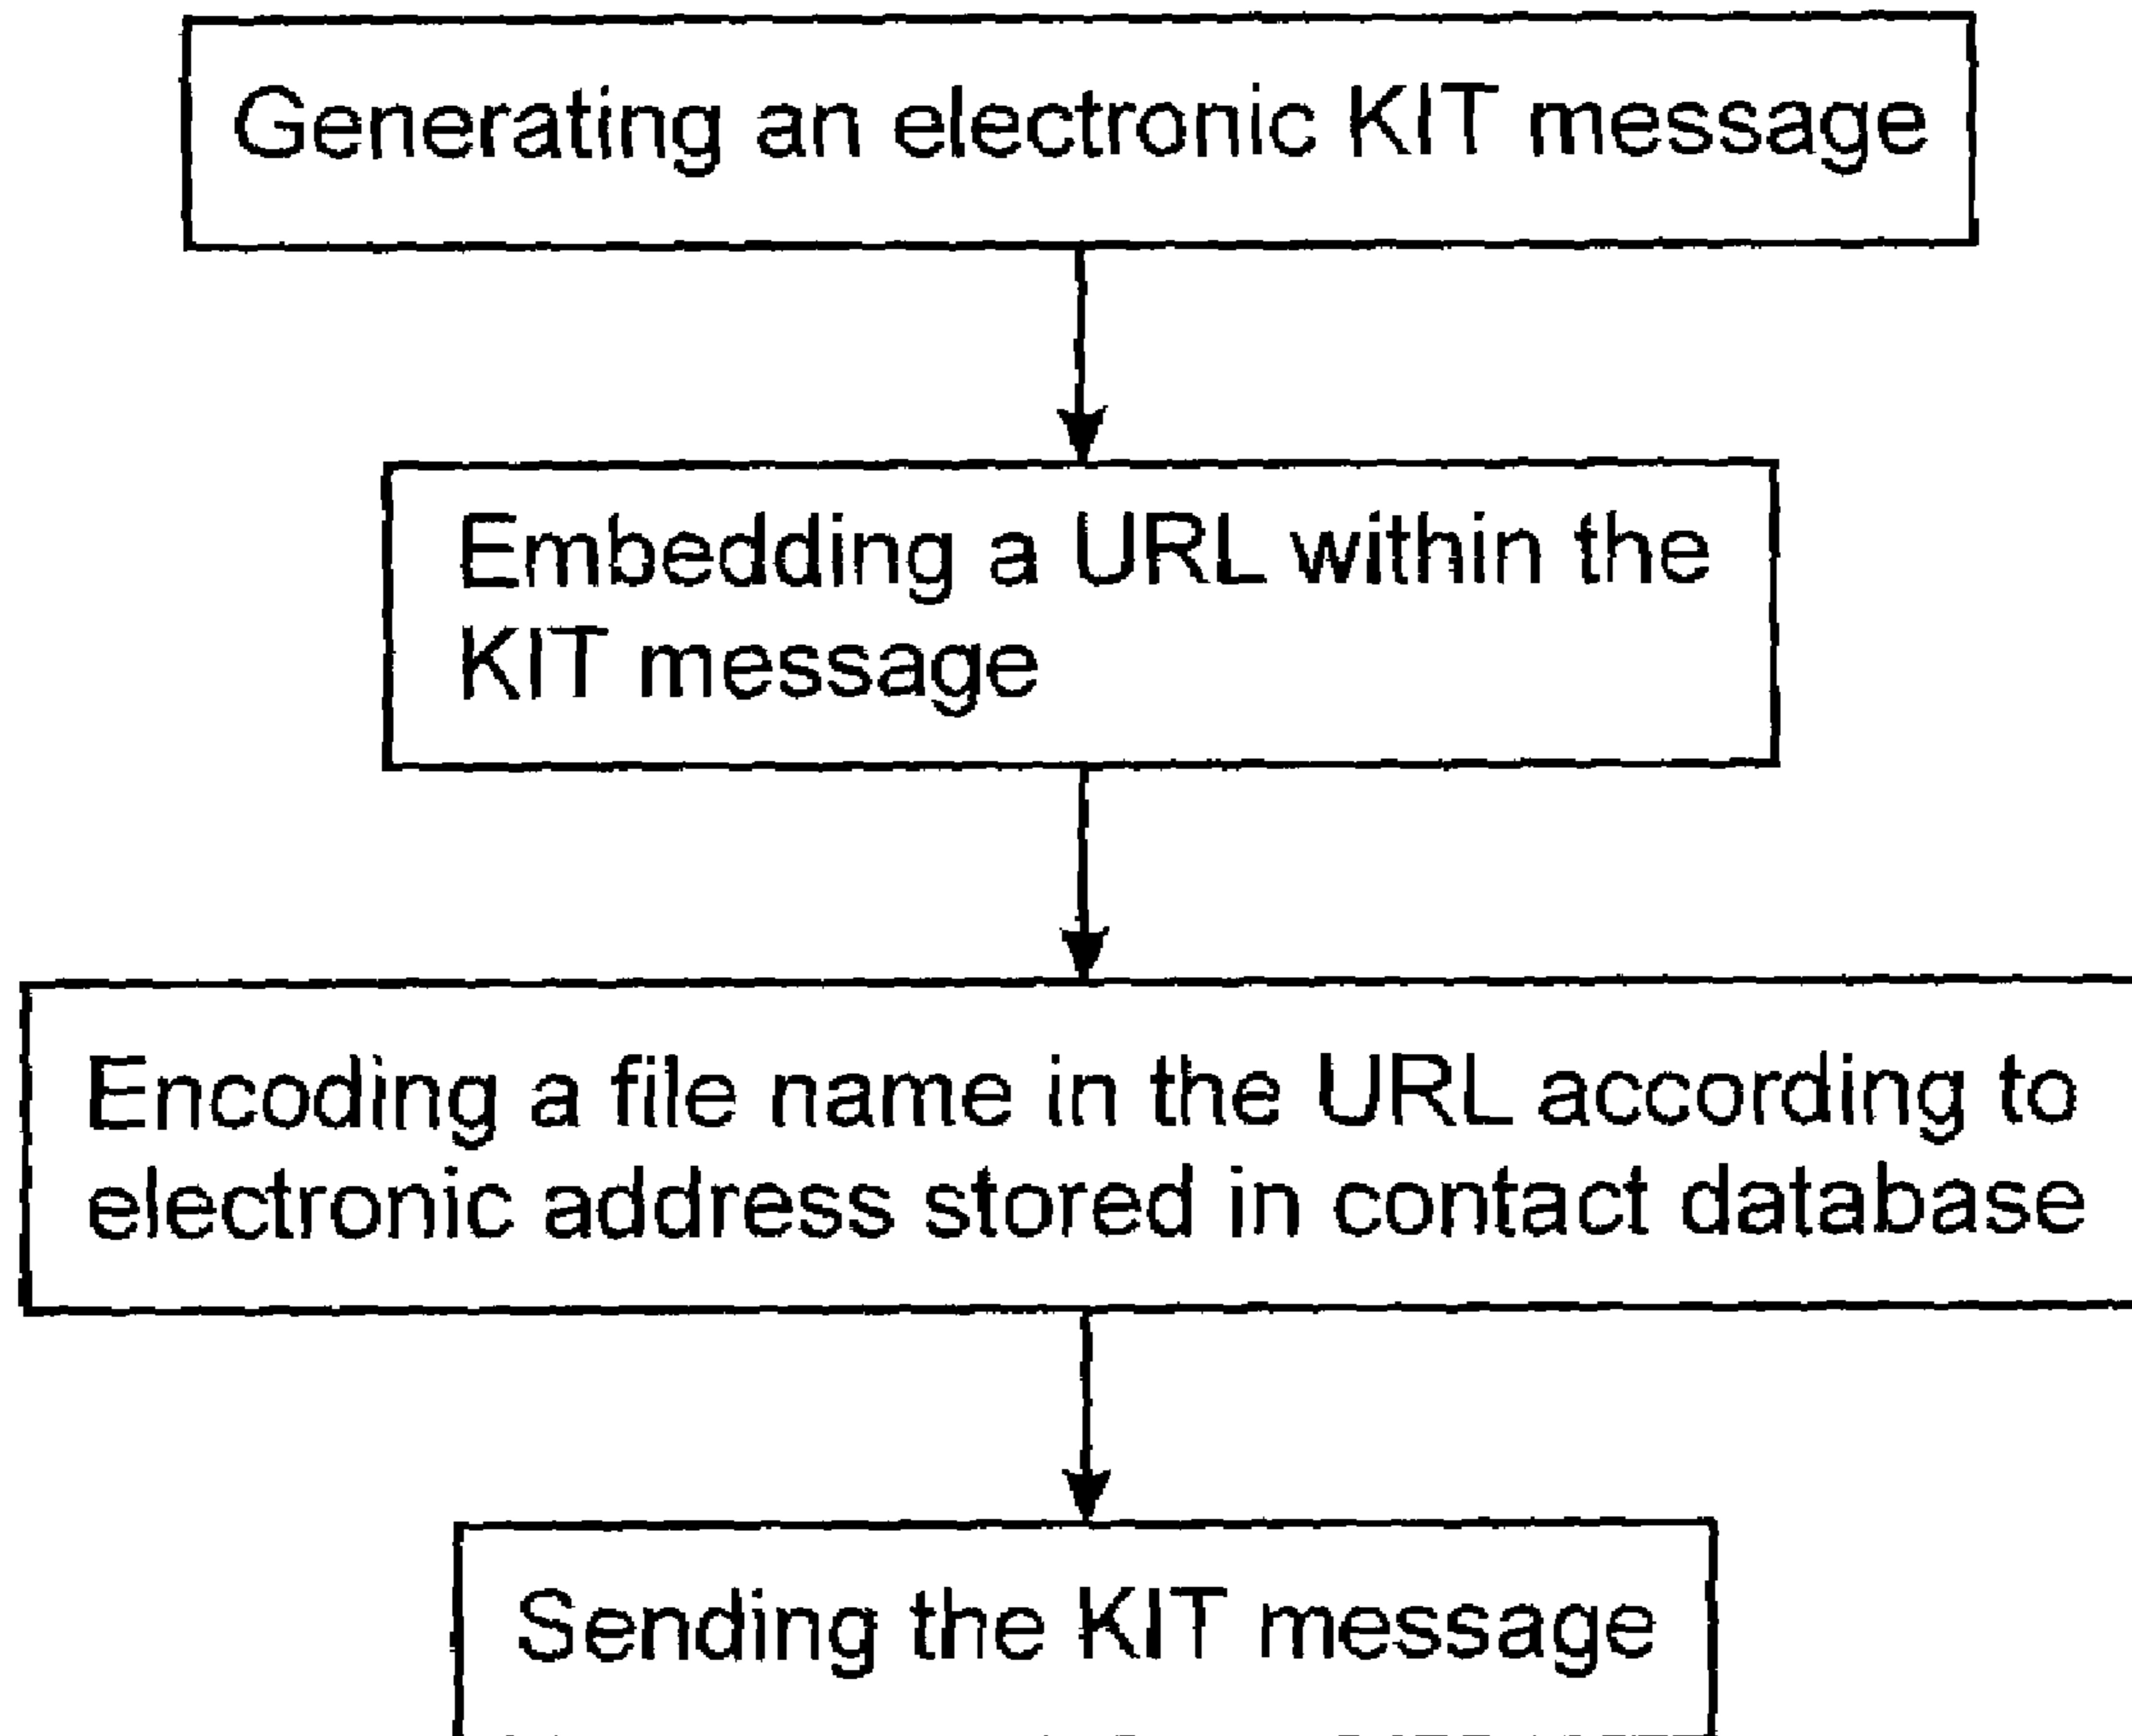 Generating an electronic KIT message
Embedding a URL within the
KIT message
Encoding a file name in the URL according to
electronic address stored in contact database
Sending the KIT message